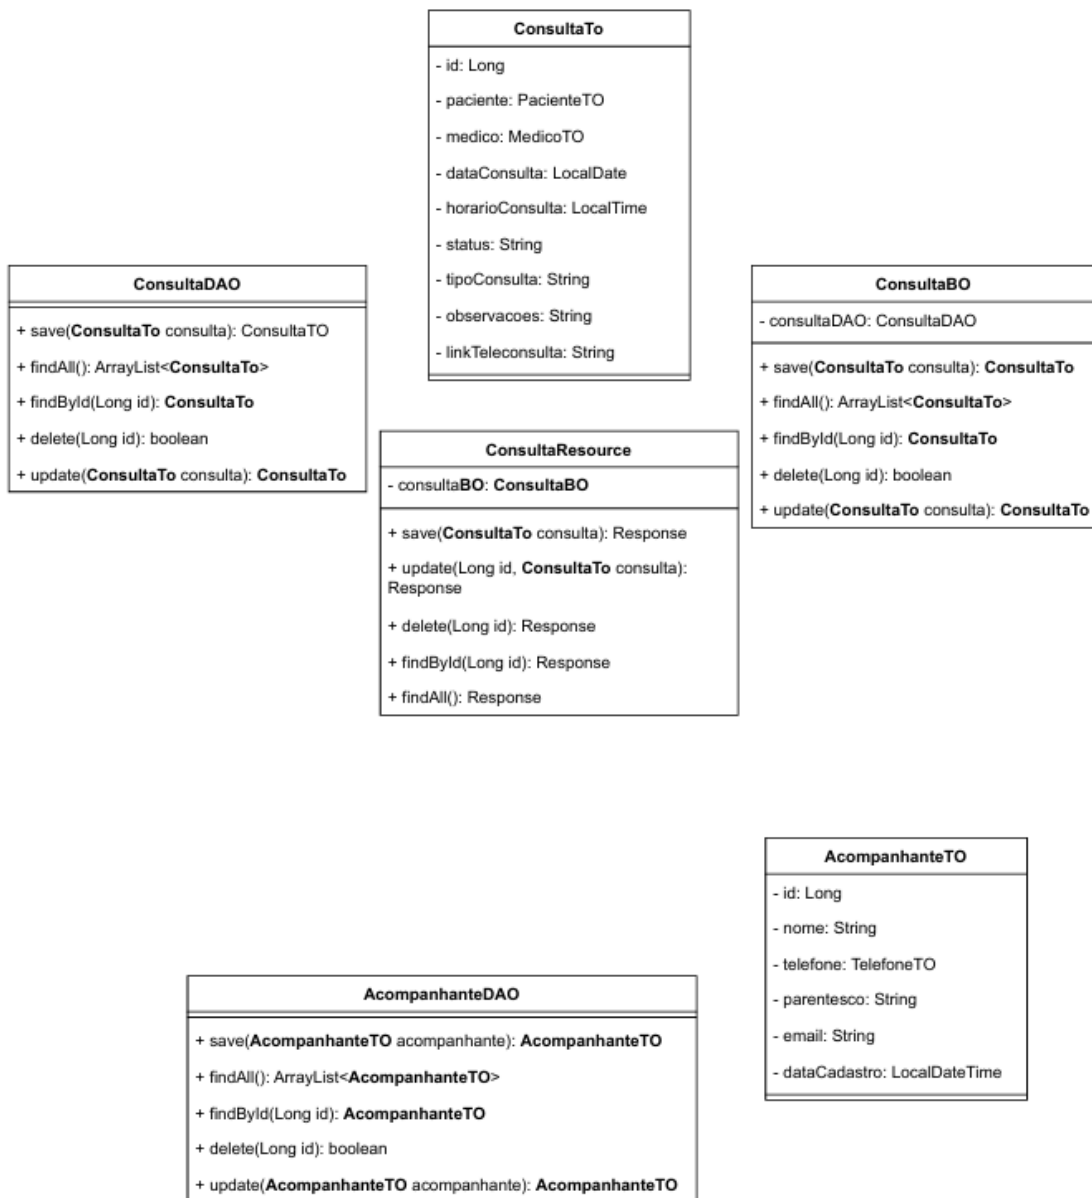 ConsultaTo
- id: Long
- paciente: PacienteTO
- medico: MedicoTO
- dataConsulta: LocalDate
- horarioConsulta: LocalTime
- status: String
- tipoConsulta: String
- observacoes: String
- linkTeleconsulta: String
ConsultaDAO
+ save(ConsultaTo consulta): ConsultaTO
+ findAll(): ArrayList<ConsultaTo>
+ findById(Long id): ConsultaTo
+ delete(Long id): boolean
+ update(ConsultaTo consulta): ConsultaTo
ConsultaBO
- consultaDAO: ConsultaDAO
+ save(ConsultaTo consulta): ConsultaTo
+ findAll(): ArrayList<ConsultaTo>
+ findById(Long id): ConsultaTo
+ delete(Long id): boolean
+ update(ConsultaTo consulta): ConsultaTo
ConsultaResource
- consultaBO: ConsultaBO
+ save(ConsultaTo consulta): Response
+ update(Long id, ConsultaTo consulta):
Response
+ delete(Long id): Response
+ findById(Long id): Response
+ findAll(): Response
AcompanhanteTO
- id: Long
- nome: String
- telefone: TelefoneTO
- parentesco: String
- email: String
- dataCadastro: LocalDateTime
AcompanhanteDAO
+ save(AcompanhanteTO acompanhante): AcompanhanteTO
+ findAll(): ArrayList<AcompanhanteTO>
+ findById(Long id): AcompanhanteTO
+ delete(Long id): boolean
+ update(AcompanhanteTO acompanhante): AcompanhanteTO